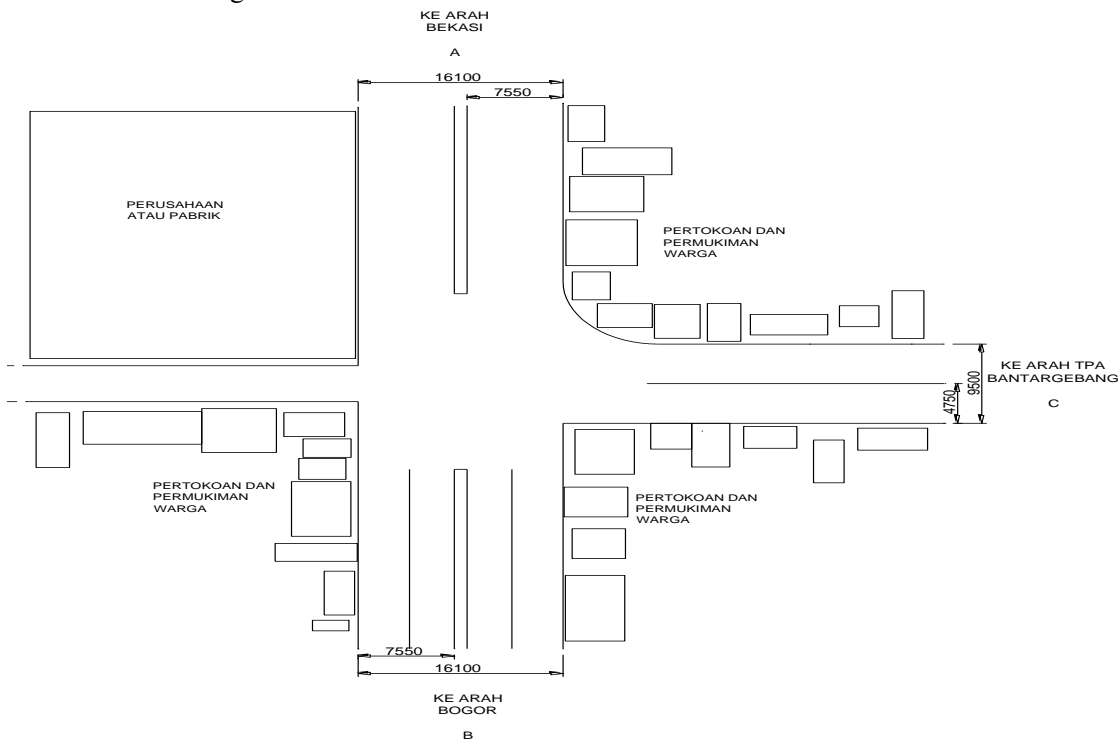 KE ARAH
BEKASI
A
16100
7550
PERUSAHAAN
ATAU PABRIK
PERTOKOAN DAN
PERMUKIMAN
WARGA
KE ARAH TPA
BANTARGEBANG
C
9500
4750
PERTOKOAN DAN
PERMUKIMAN
WARGA
PERTOKOAN DAN
PERMUKIMAN
WARGA
7550
16100
KE ARAH
BOGOR
B